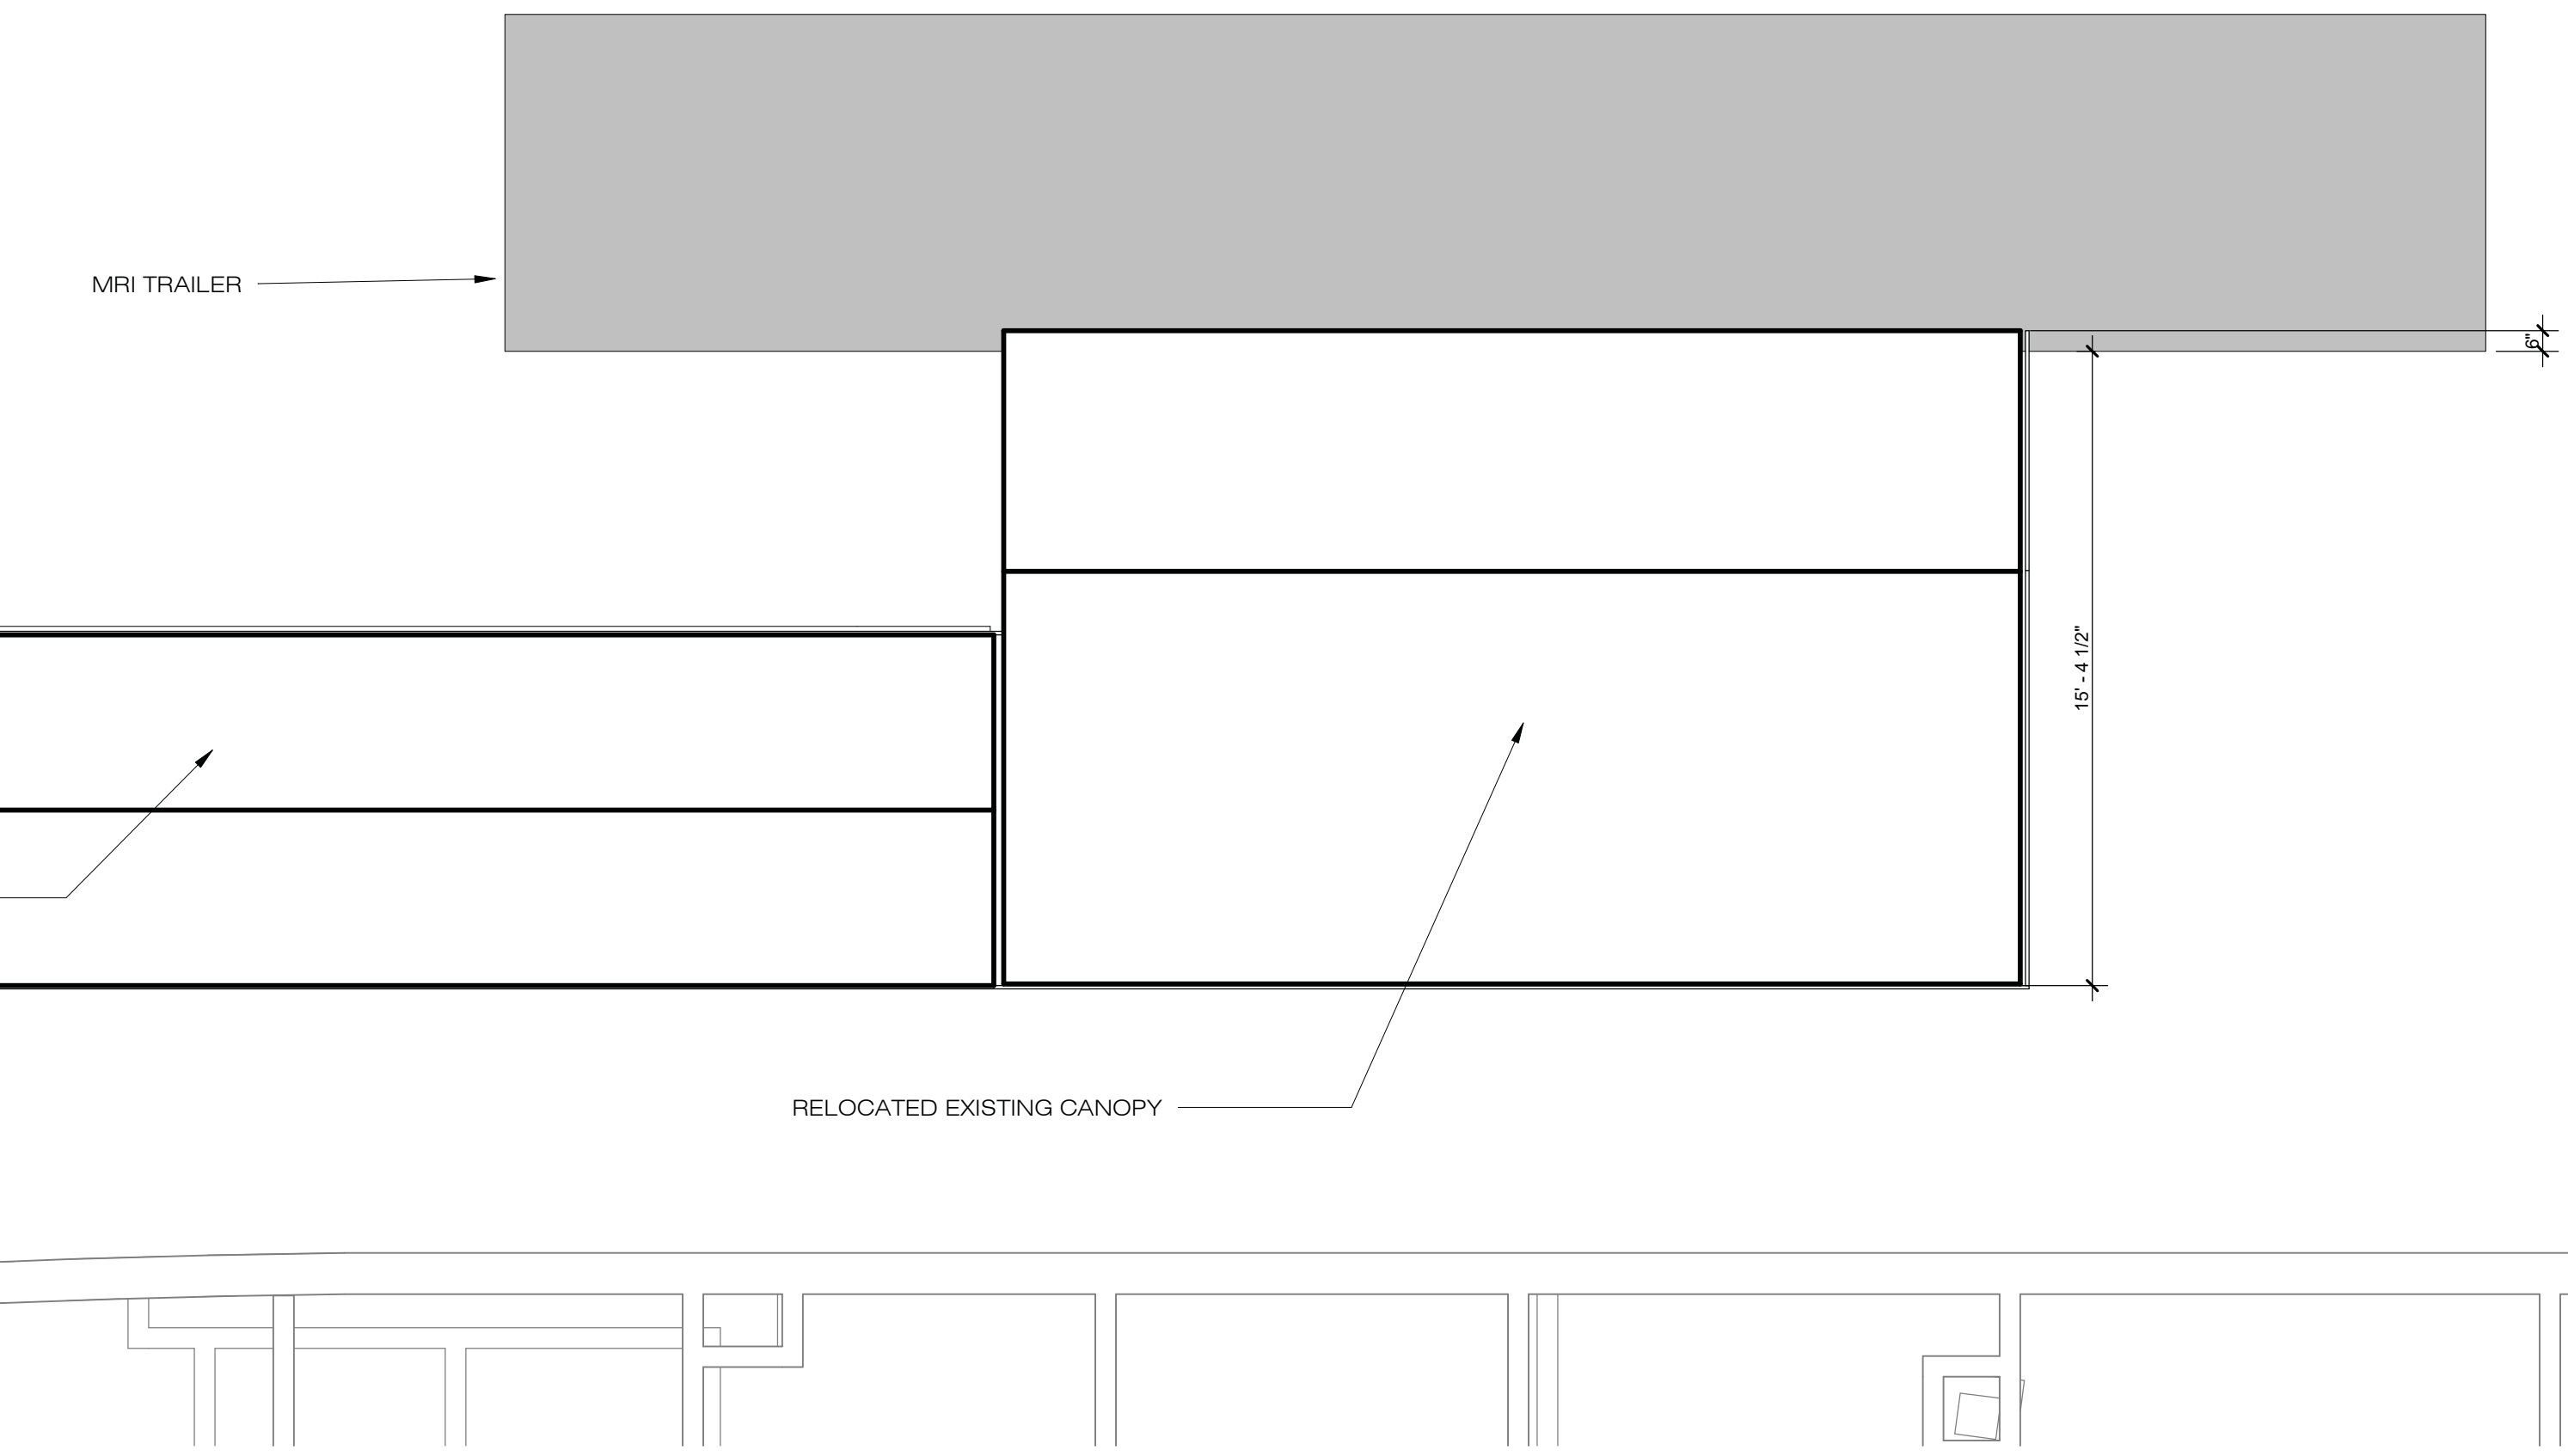 MRI TRAILER
6"
15' - 4 1/2"
RELOCATED EXISTING CANOPY